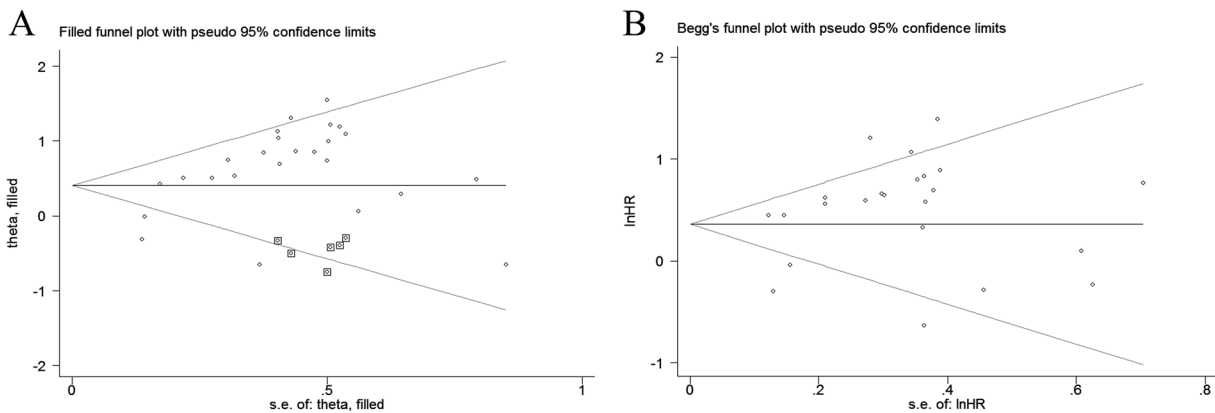 A
Filled funnel plot with pseudo 95% confidence limits
2
1
0
-1
-2
theta, filled
0
.5
1
s.e. of: theta, filled
B
Begg's funnel plot with pseudo 95% confidence limits
2
1
0
-1
lnHR
0
.2
.4
.6
.8
s.e. of: lnHR